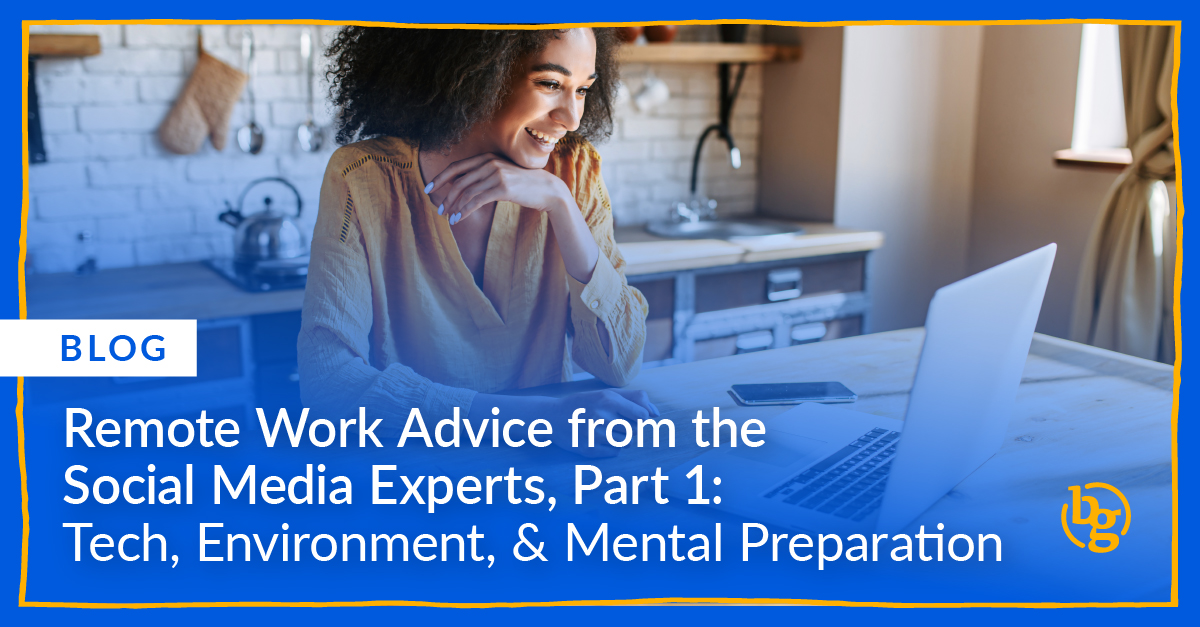 BLOG
Remote Work Advice from the
Social Media Experts, Part 1:
Tech, Environment, & Mental Preparation
bg